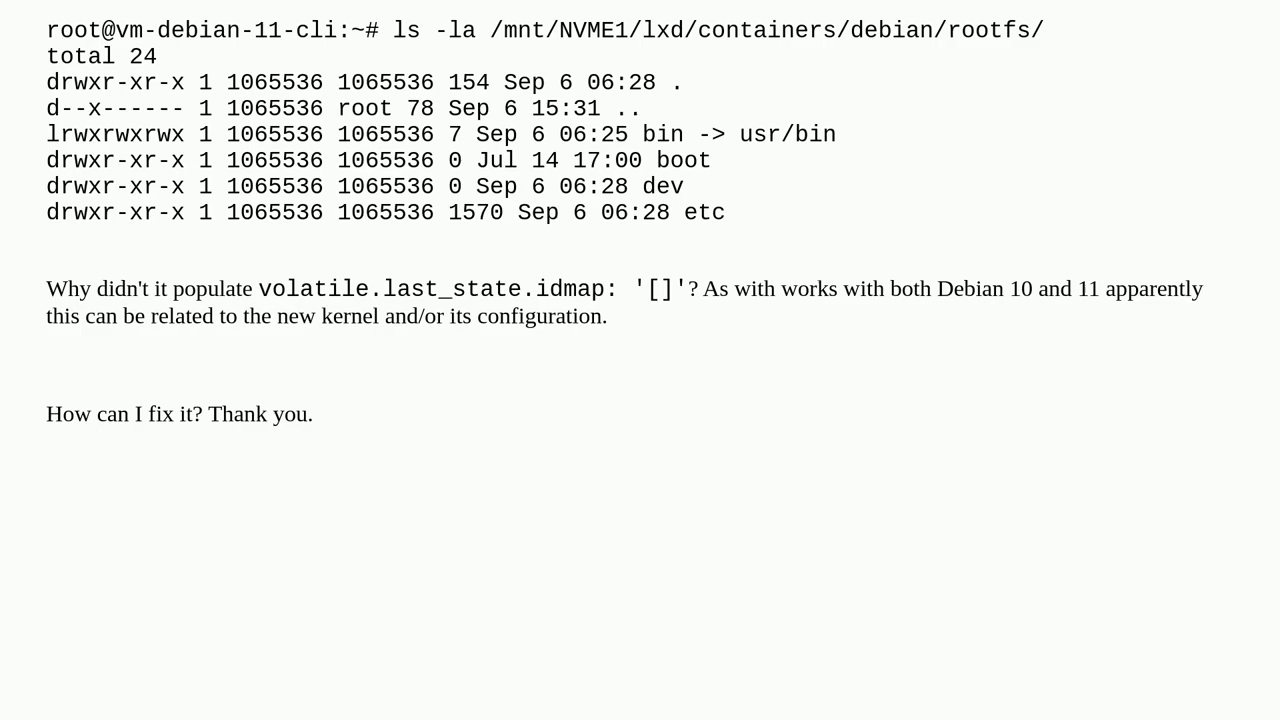 root@vm-debian-11-cli:~# ls -la /mnt/NVME1/lxd/containers/debian/rootfs/
total 24
drwxr-xr-x 1 1065536 1065536 154 Sep 6 06:28 .
d--x------ 1 1065536 root 78 Sep 6 15:31 ..
lrwxrwxrwx 1 1065536 1065536 7 Sep 6 06:25 bin -> usr/bin
drwxr-xr-x 1 1065536 1065536 0 Jul 14 17:00 boot
drwxr-xr-x 1 1065536 1065536 0 Sep 6 06:28 dev
drwxr-xr-x 1 1065536 1065536 1570 Sep 6 06:28 etc
Why didn't it populate volatile.last_state.idmap: '[]'? As with works with both Debian 10 and 11 apparently
this can be related to the new kernel and/or its configuration.
How can I fix it? Thank you.